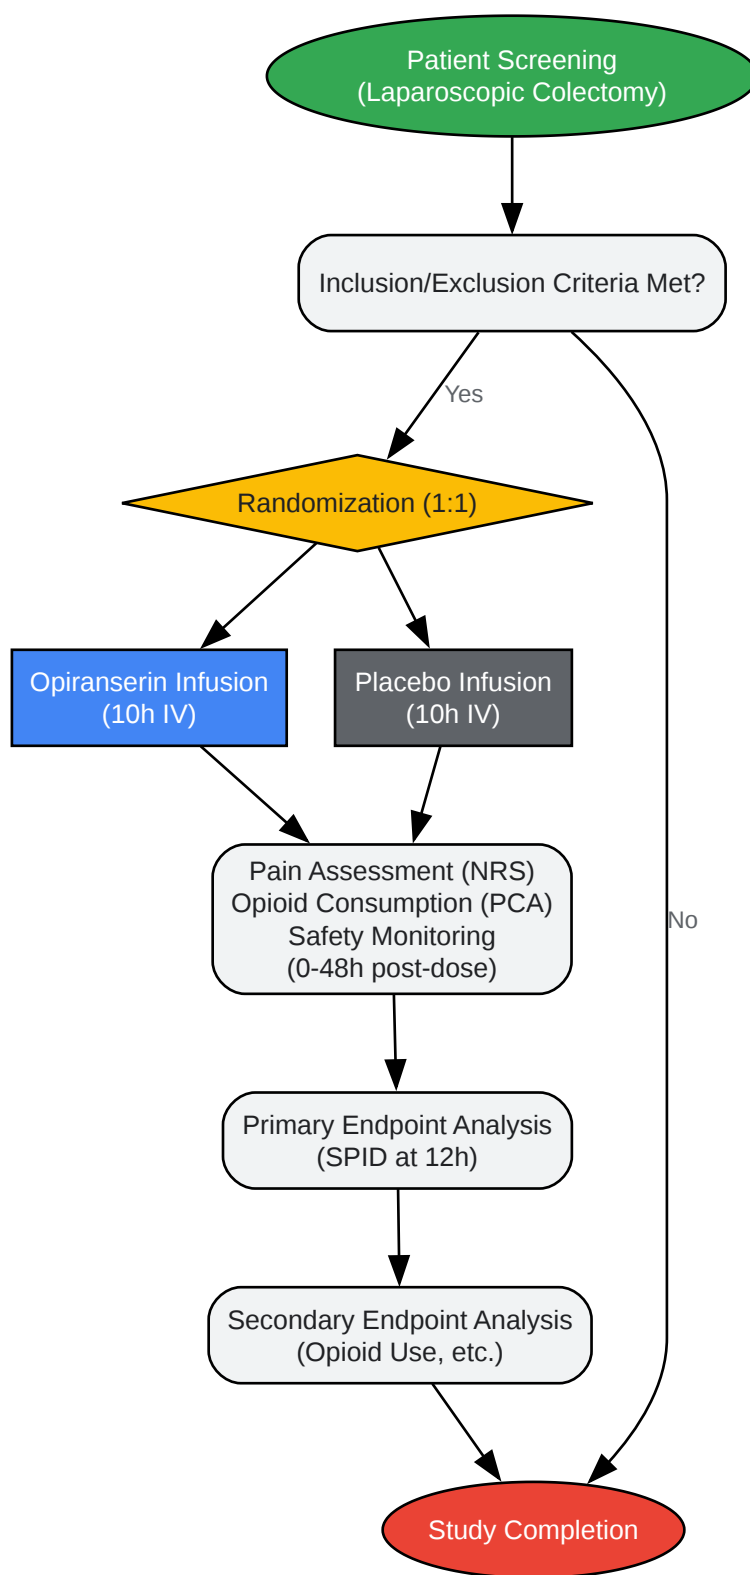 Patient Screening
(Laparoscopic Colectomy)
Inclusion/Exclusion Criteria Met?
Yes
Randomization (1:1)
Opiranserin Infusion
(10h IV)
Placebo Infusion
(10h IV)
Pain Assessment (NRS)
Opioid Consumption (PCA)
Safety Monitoring
(0-48h post-dose)
No
Primary Endpoint Analysis
(SPID at 12h)
Secondary Endpoint Analysis
(Opioid Use, etc.)
Study Completion